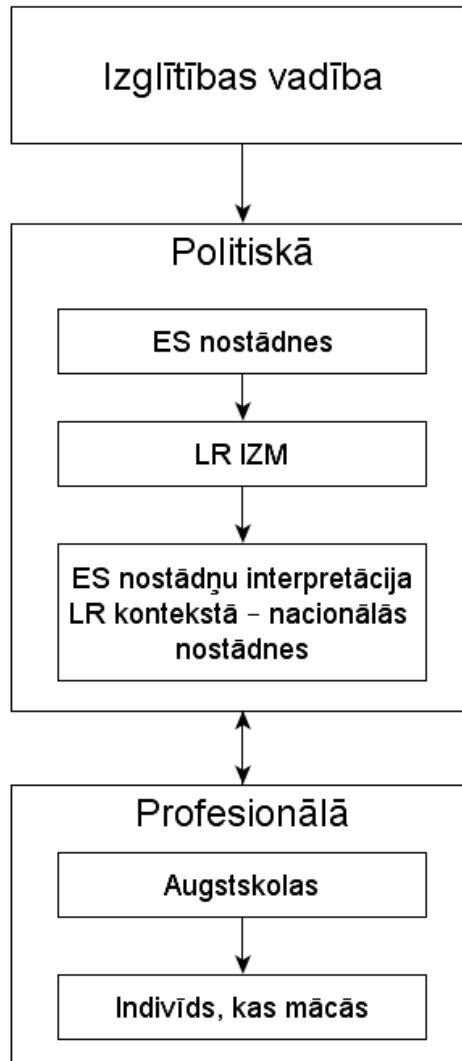 Izglītības vadība
Politiskā
ES nostādnes
LR IZM
ES nostādņu interpretācija
LR kontekstā – nacionālās
nostādnes
Profesionālā
Augstskolas
Indivīds, kas mācās